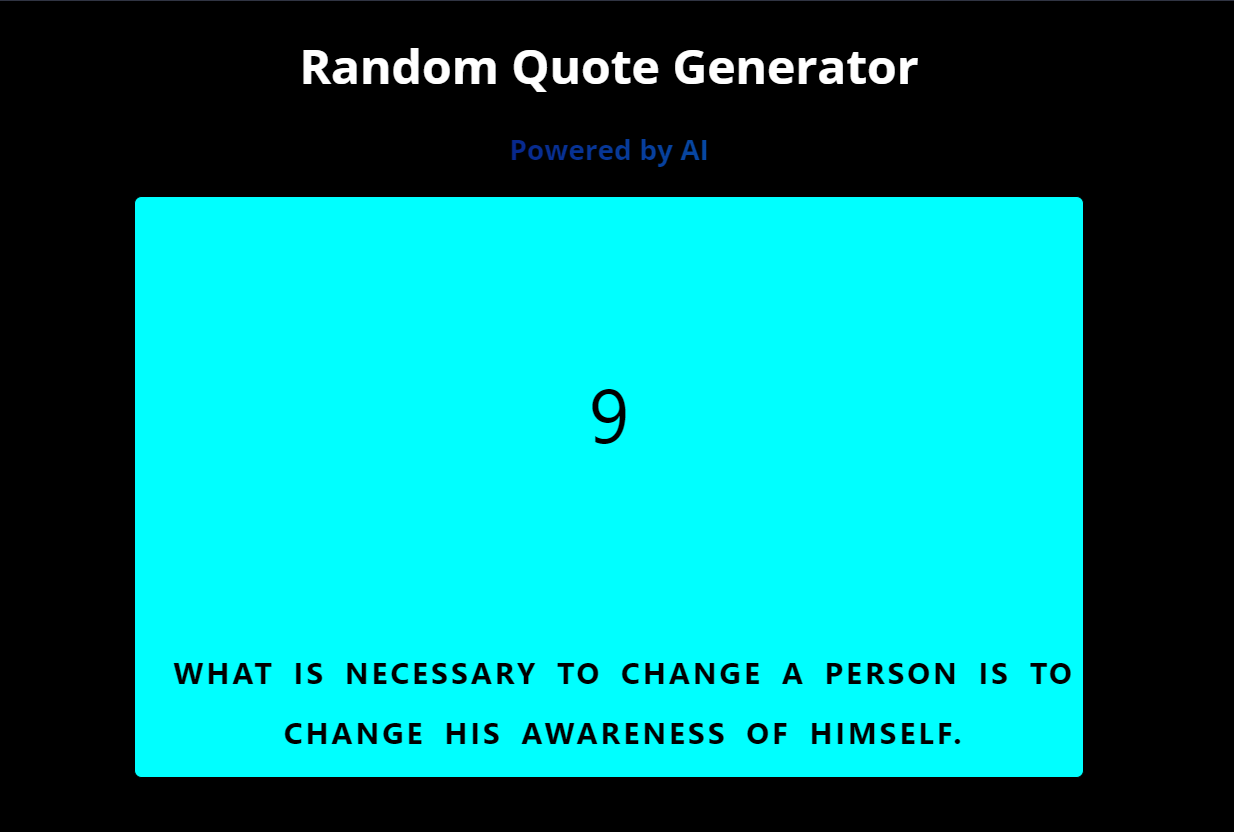 Random Quote Generator
Powered by AI
9
WHAT IS NECESSARY TO CHANGE A PERSON IS TO
CHANGE HIS AWARENESS OF HIMSELF.